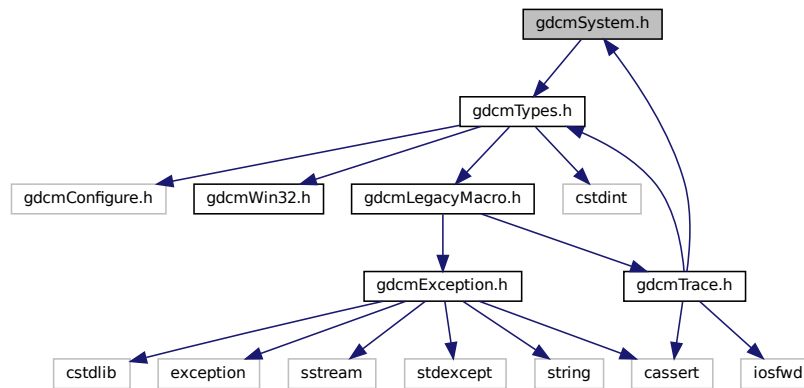 gdcmSystem.h
gdcmTypes.h
gdcmConfigure.h
gdcmWin32.h
gdcmLegacyMacro.h
cstdint
gdcmException.h
gdcmTrace.h
cstdlib
exception
sstream
stdexcept
string
cassert
iosfwd